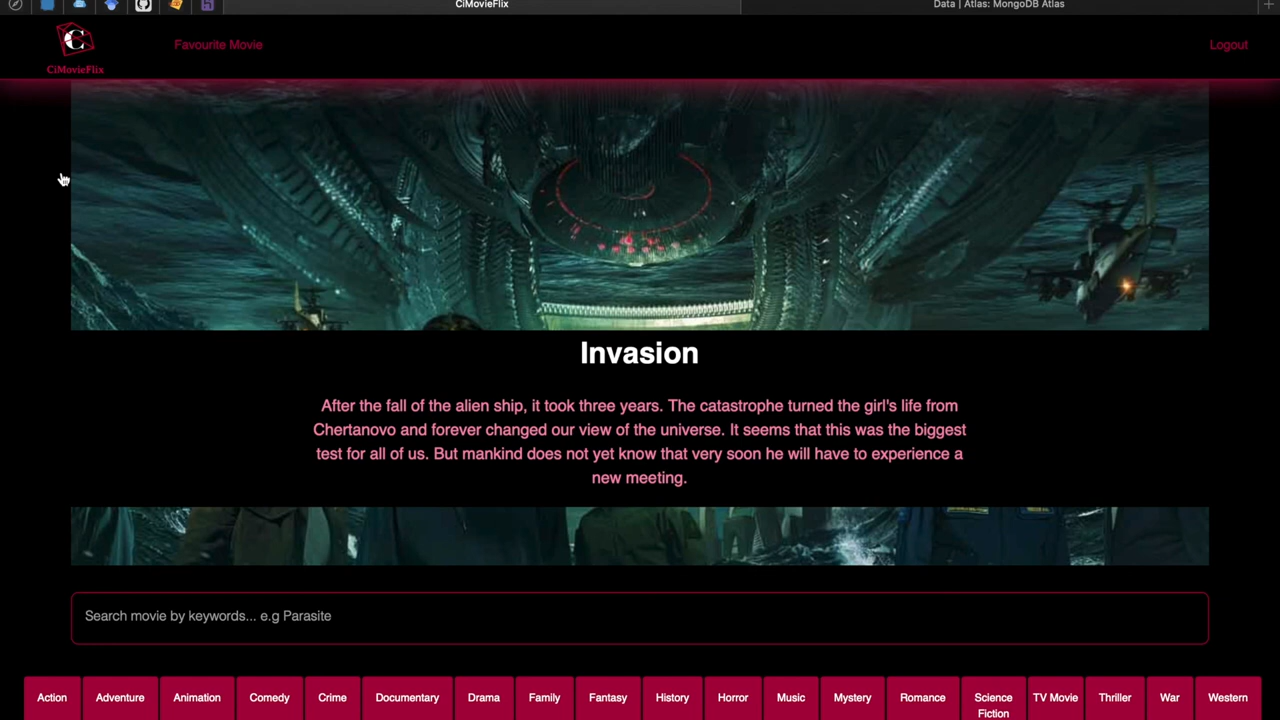 CiMovieFlix
Data | Atlas: MongoDB Atlas
C
CiMovieFlix
Favourite Movie
Logout
Invasion
After the fall of the alien ship, it took three years. The catastrophe turned the girl's life from
Chertanovo and forever changed our view of the universe. It seems that this was the biggest
test for all of us. But mankind does not yet know that very soon he will have to experience a
new meeting.
Search movie by keywords... e.g Parasite
Action
Adventure
Animation
Comedy
Crime
Documentary
Drama
Family
Fantasy
History
Horror
Music
Mystery
Romance
Science
Fiction
TV Movie
Thriller
War
Western